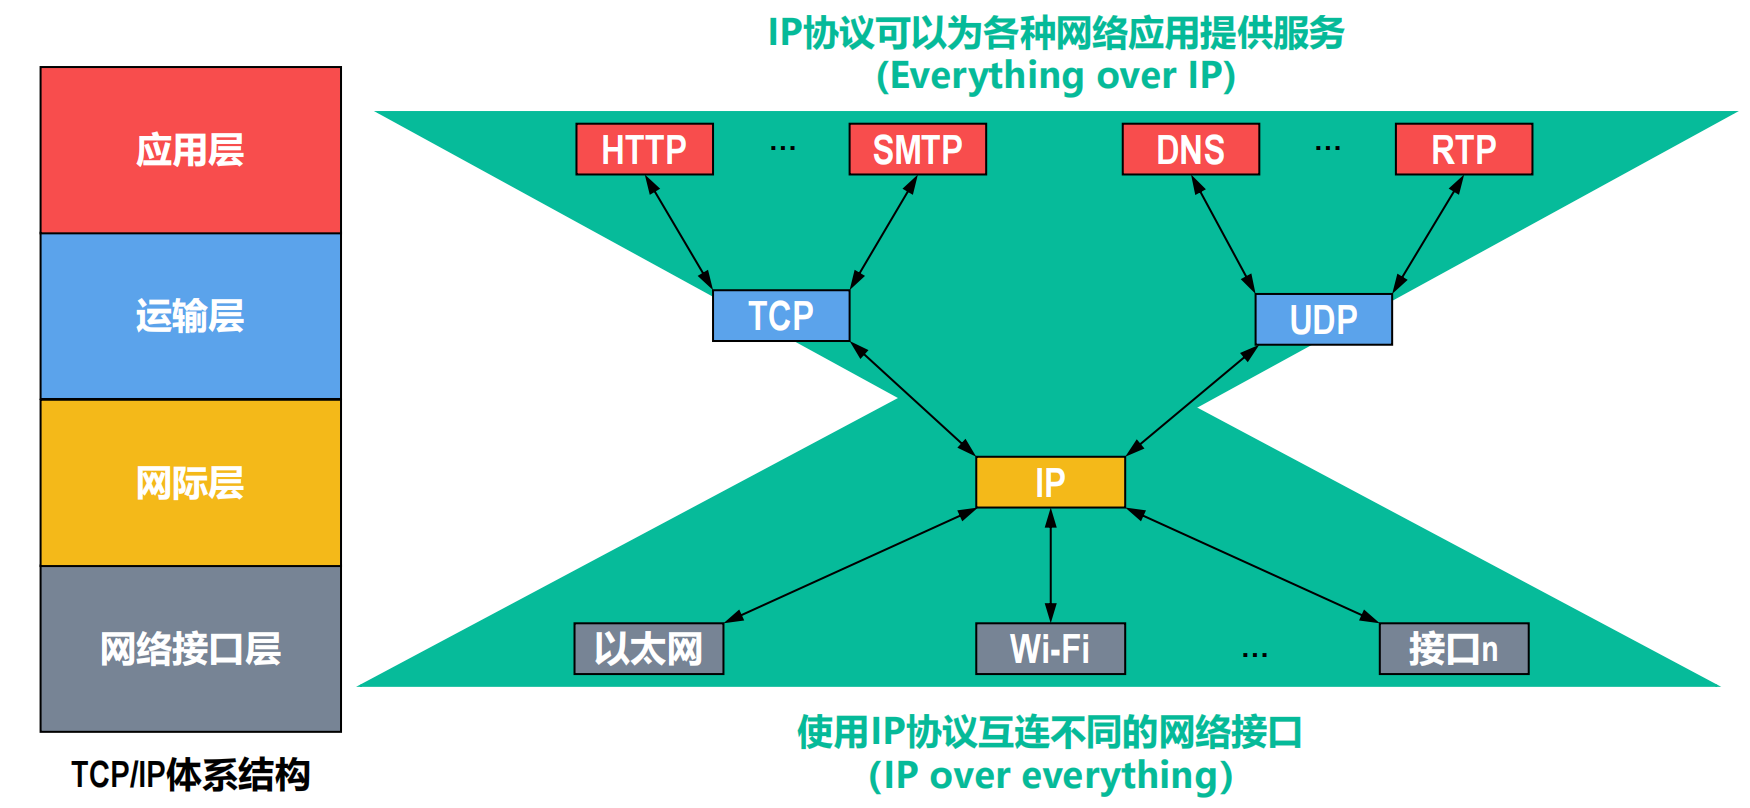 IP协议可以为各种网络应用提供服务
(Everything over IP)
应用层
HTTP ... SMTP DNS ... RTP
运输层
TCP UDP
网际层
IP
网络接口层
以太网 Wi-Fi ... 接口n
使用IP协议互连不同的网络接口
(IP over everything)
TCP/IP体系结构